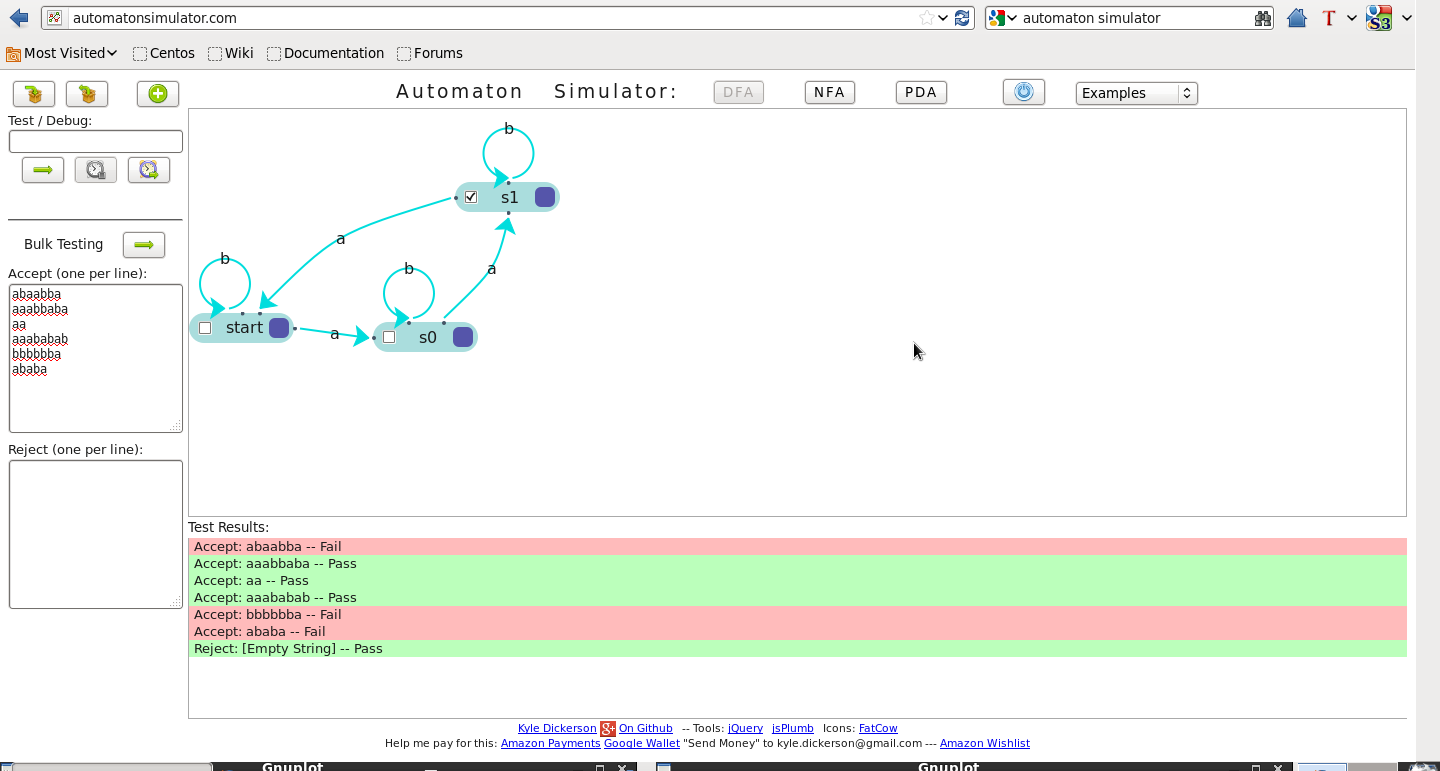 automatonsimulator.com
automaton simulator
T
S3
Most Visited
Centos
Wiki
Documentation
Forums
Automaton Simulator:
DFA
NFA
PDA
Examples
Test / Debug:
Bulk Testing
Accept (one per line):
abaabba
aaabbaba
aa
aaababab
bbbbbba
ababa
Reject (one per line):
b
s1
a
b
b
a
start
a
s0
Test Results:
Accept: abaabba -- Fail
Accept: aaabbaba -- Pass
Accept: aa -- Pass
Accept: aaababab -- Pass
Accept: bbbbbba -- Fail
Accept: ababa -- Fail
Reject: [Empty String] -- Pass
Kyle Dickerson g+ On Github -- Tools: jQuery jsPlumb Icons: FatCow
Help me pay for this: Amazon Payments Google Wallet "Send Money" to kyle.dickerson@gmail.com --- Amazon Wishlist
Gnuplot
Gnuplot